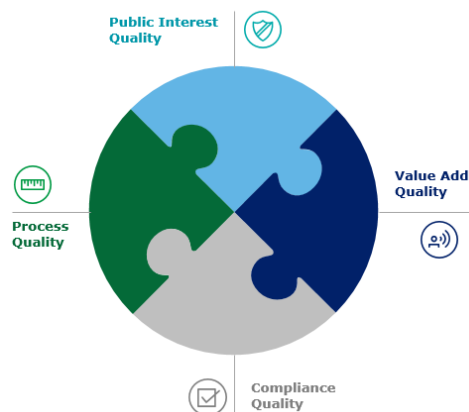 Public Interest
Quality
Value Add
Quality
Process
Quality
Compliance
Quality